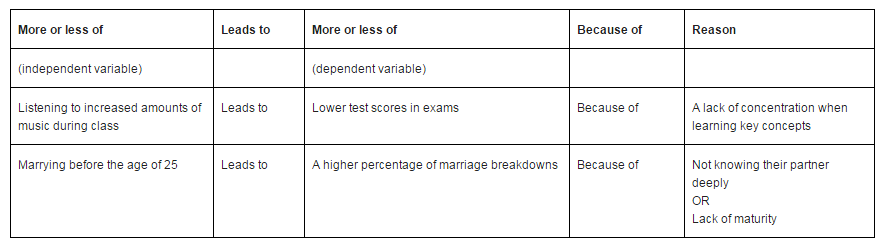 More or less of Leads to More or less of Because of Reason
(independent variable) (dependent variable)
Listening to increased amounts of music during class Leads to Lower test scores in exams Because of A lack of concentration when learning key concepts
Marrying before the age of 25 Leads to A higher percentage of marriage breakdowns Because of Not knowing their partner deeply
OR
Lack of maturity